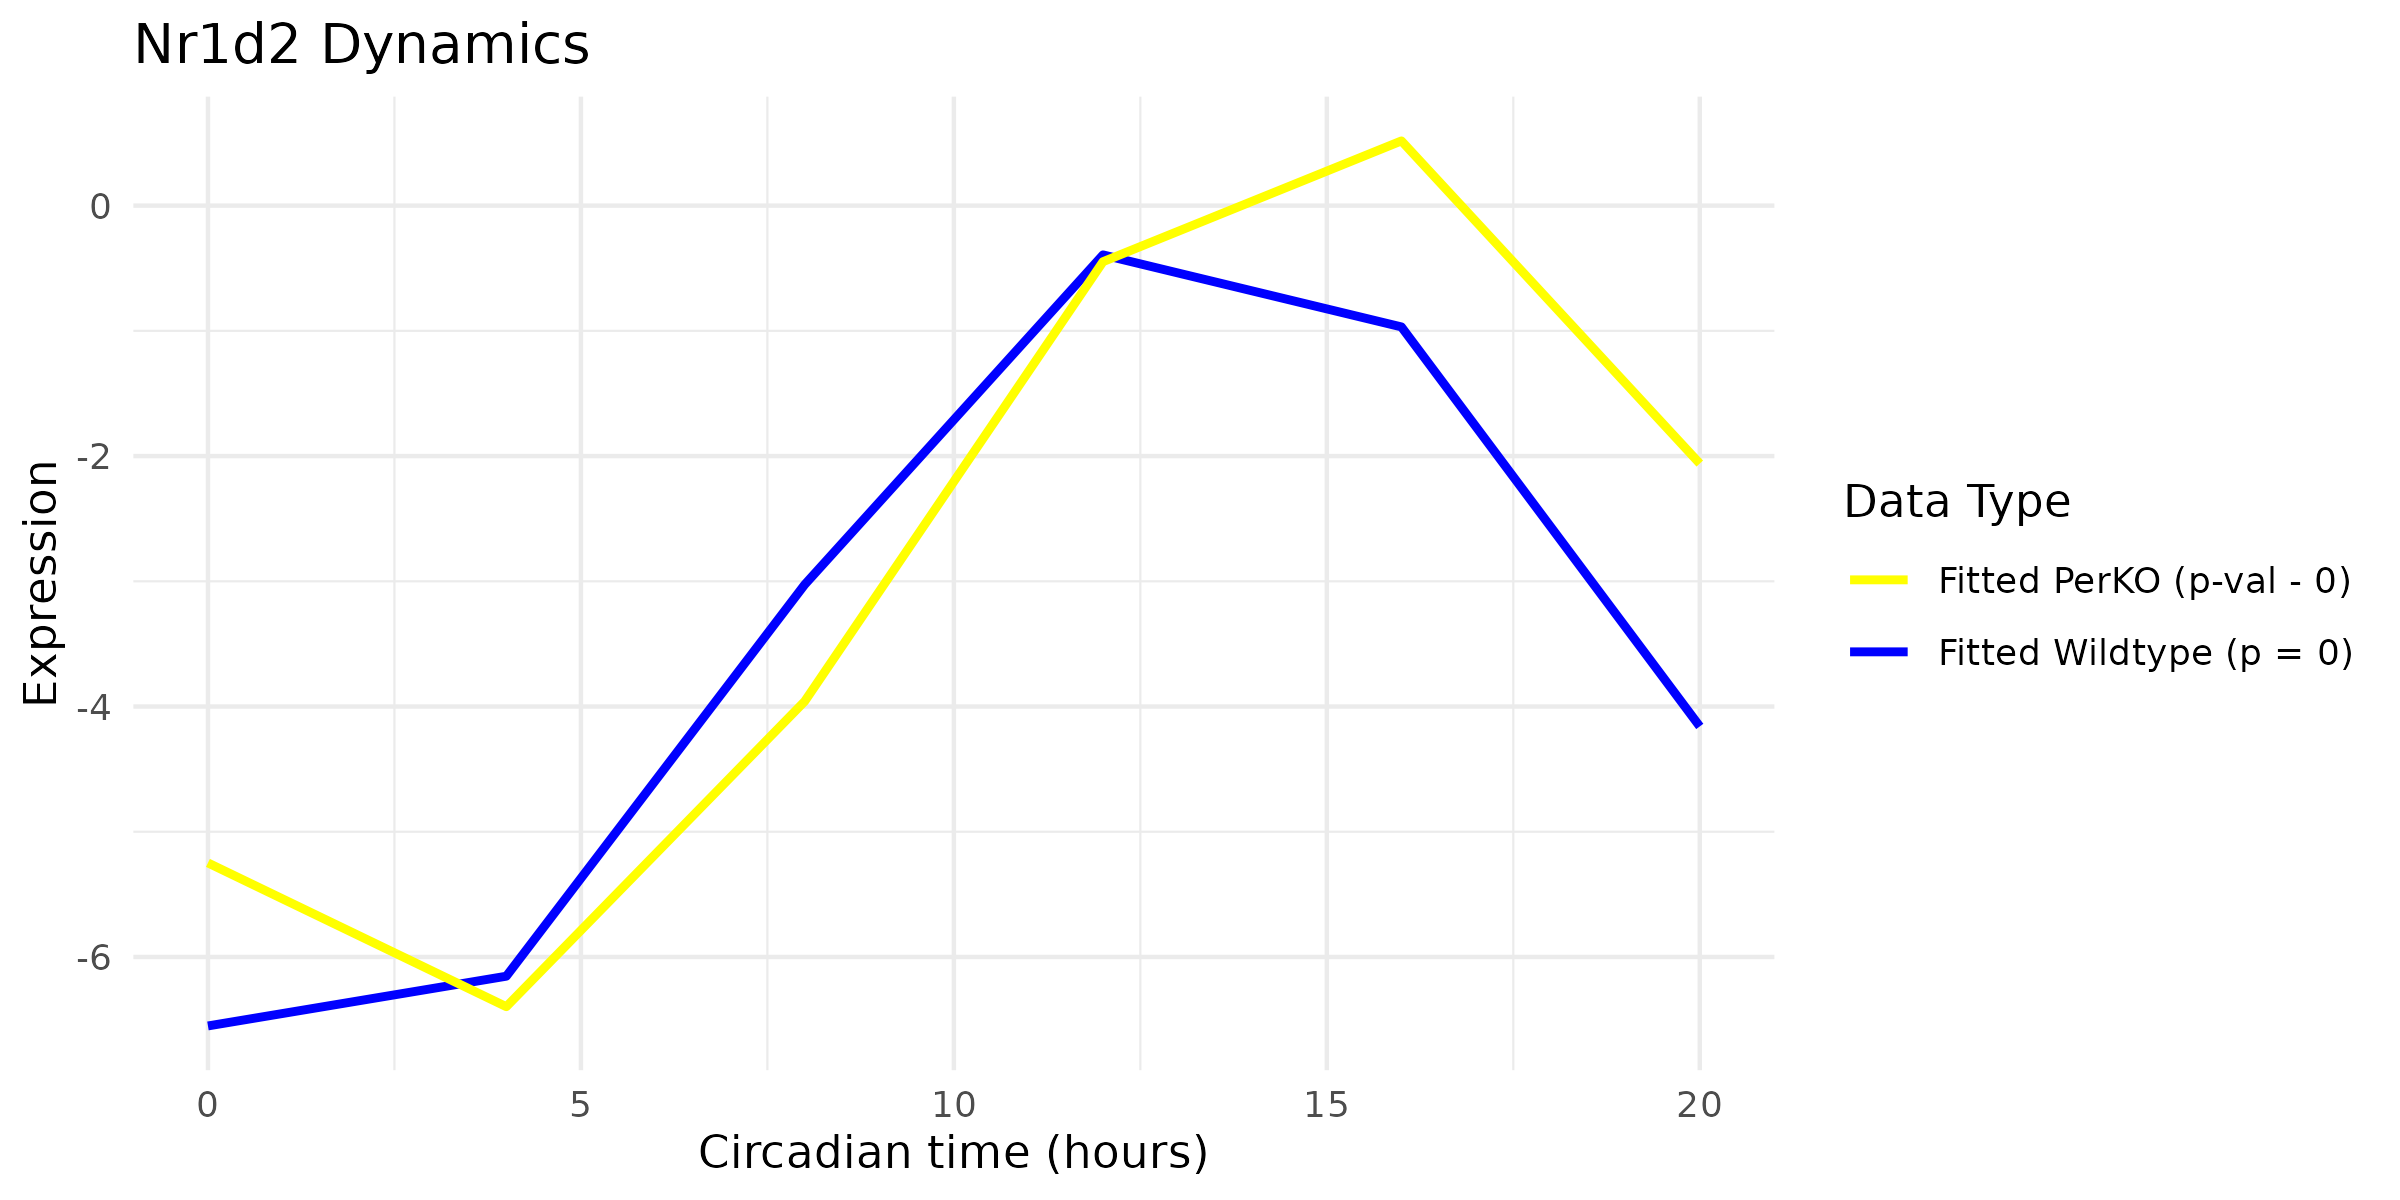 Nr1d2 Dynamics
Expression
0
-2
-4
-6
0 5 10 15 20
Circadian time (hours)
Data Type
Fitted PerKO (p-val - 0)
Fitted Wildtype (p = 0)